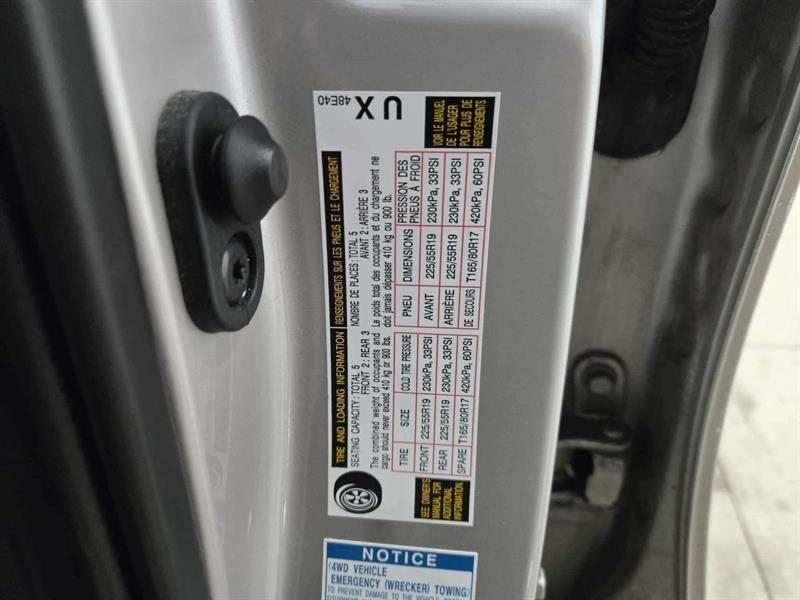 TIRE AND LOADING INFORMATION
RENSEIGNEMENTS SUR LES PNEUS ET LE CHARGEMENT
SEATING CAPACITY: TOTAL 5
FRONT 2: REAR 3
NOMBRE DE PLACES: TOTAL 5
AVANT 2: ARRIÈRE 3
The combined weight of occupants and
cargo should never exceed 410 kg or 900 lbs.
Le poids total des occupants et du chargement ne
doit jamais dépasser 410 kg ou 900 lb.
TIRE SIZE COLD TIRE PRESSURE PNEU DIMENSIONS PRESSION DES
PNEUS À FROID
FRONT 225/55R19 230kPa, 33PSI AVANT 225/55R19 230kPa, 33PSI
REAR 225/55R19 230kPa, 33PSI ARRIÈRE 225/55R19 230kPa, 33PSI
SPARE T165/80R17 420kPa, 60PSI DE SECOURS T165/80R17 420kPa, 60PSI
SEE OWNER'S
MANUAL FOR
ADDITIONAL
INFORMATION
VOIR LE MANUEL
DE L'USAGER
POUR PLUS DE
RENSEIGNEMENTS
48E40
UX
NOTICE
<4WD VEHICLE
EMERGENCY (WRECKER) TOWING>
TO PREVENT DAMAGE TO THE VEHICLE